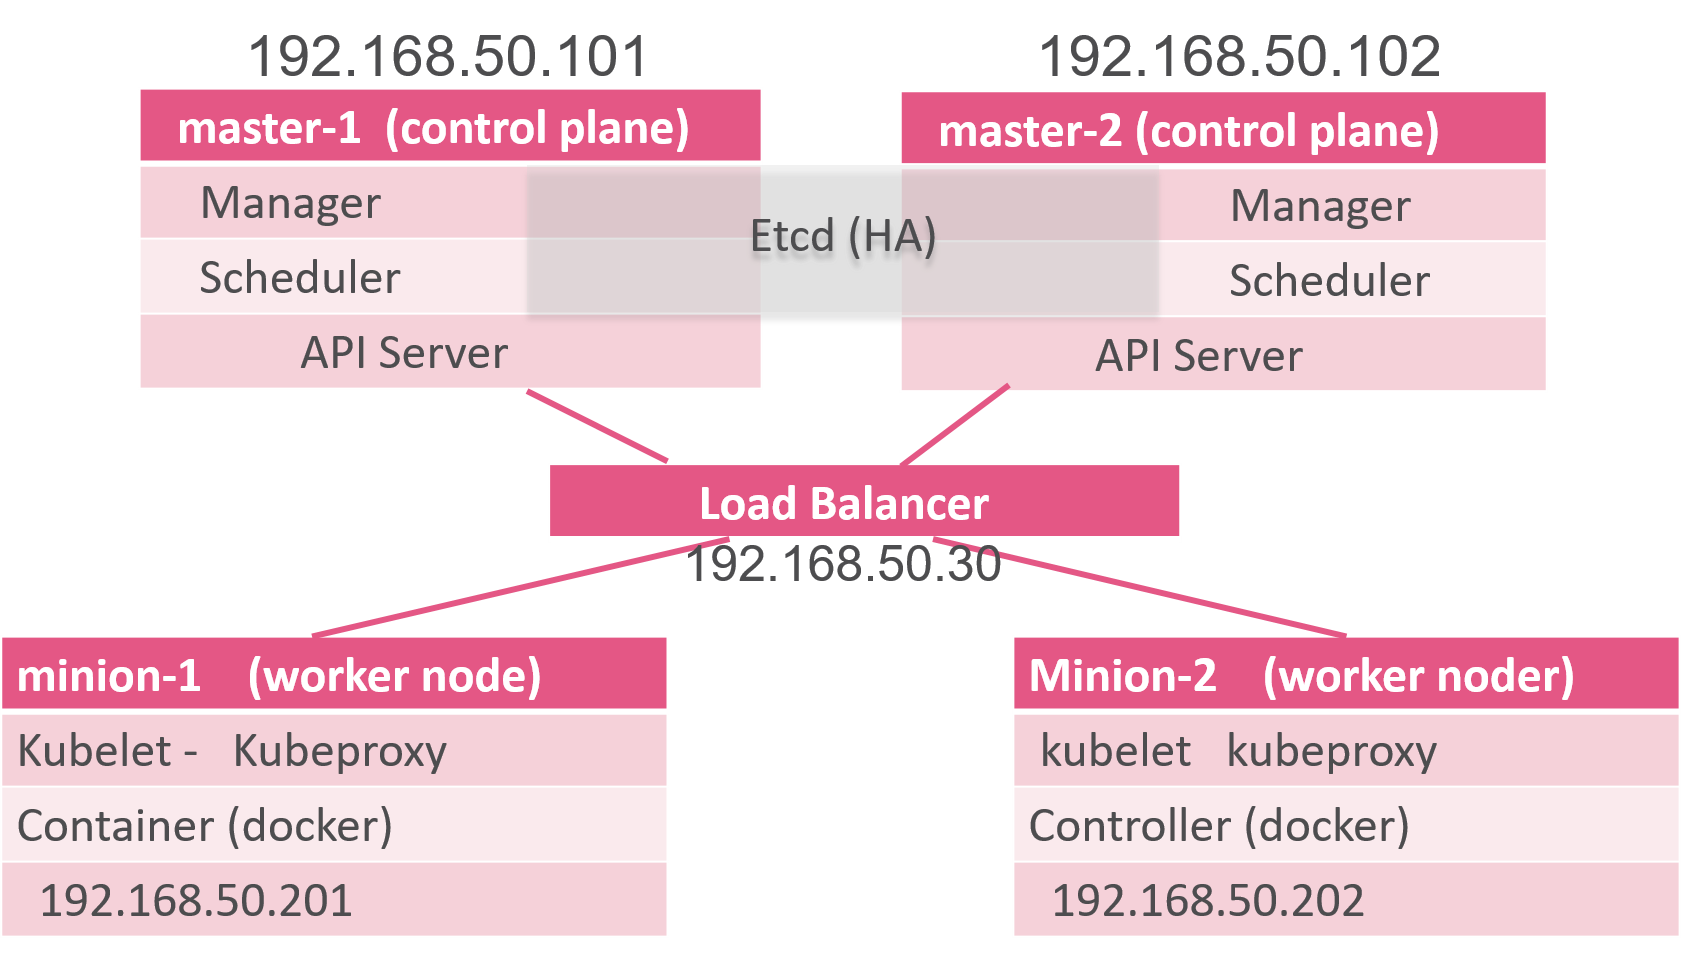 192.168.50.101
192.168.50.102
master-1 (control plane)
master-2 (control plane)
Manager
Etcd (HA)
Manager
Scheduler
Scheduler
API Server
API Server
Load Balancer
192.168.50.30
minion-1 (worker node)
Kubelet - Kubeproxy
Container (docker)
192.168.50.201
Minion-2 (worker noder)
kubelet kubeproxy
Controller (docker)
192.168.50.202